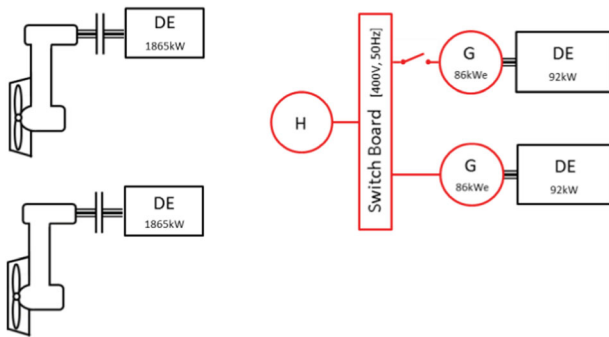 DE
1865kW
DE
1865kW
H
Switch Board [400V, 50Hz]
G
86kWe
DE
92kW
G
86kWe
DE
92kW